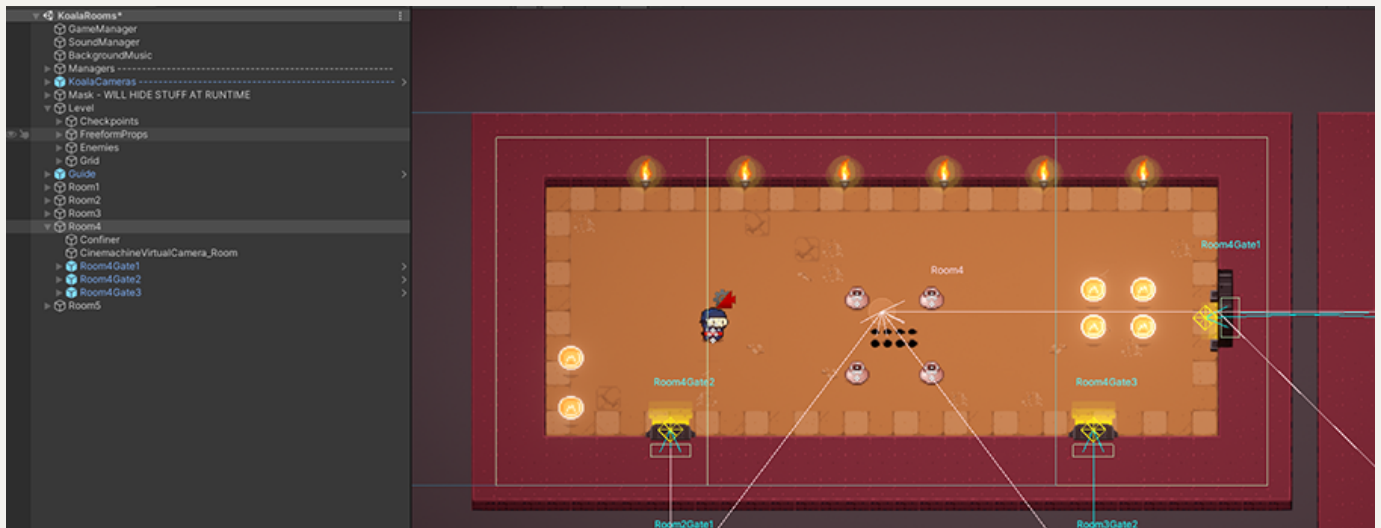 KoalaRooms*
GameManager
SoundManager
BackgroundMusic
Managers --------------------------------------------------
KoalaCameras ----------------------------------------------
Mask - WILL HIDE STUFF AT RUNTIME
Level
Checkpoints
FreeformProps
Enemies
Grid
Guide
Room1
Room2
Room3
Room4
Confiner
CinemachineVirtualCamera_Room
Room4Gate1
Room4Gate2
Room4Gate3
Room5
Room4Gate1
Room4
Room4Gate2
Room4Gate3
Room2Gate1
Room3Gate2